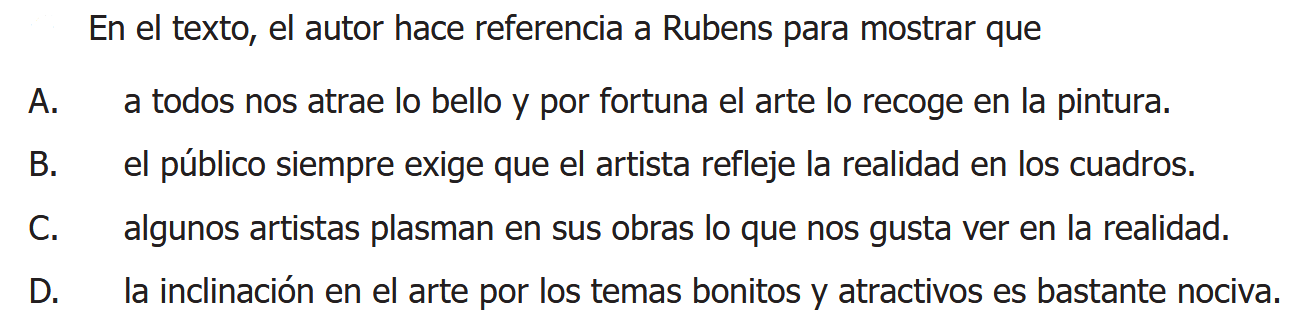 En el texto, el autor hace referencia a Rubens para mostrar que
A. a todos nos atrae lo bello y por fortuna el arte lo recoge en la pintura.
B. el público siempre exige que el artista refleje la realidad en los cuadros.
C. algunos artistas plasman en sus obras lo que nos gusta ver en la realidad.
D. la inclinación en el arte por los temas bonitos y atractivos es bastante nociva.